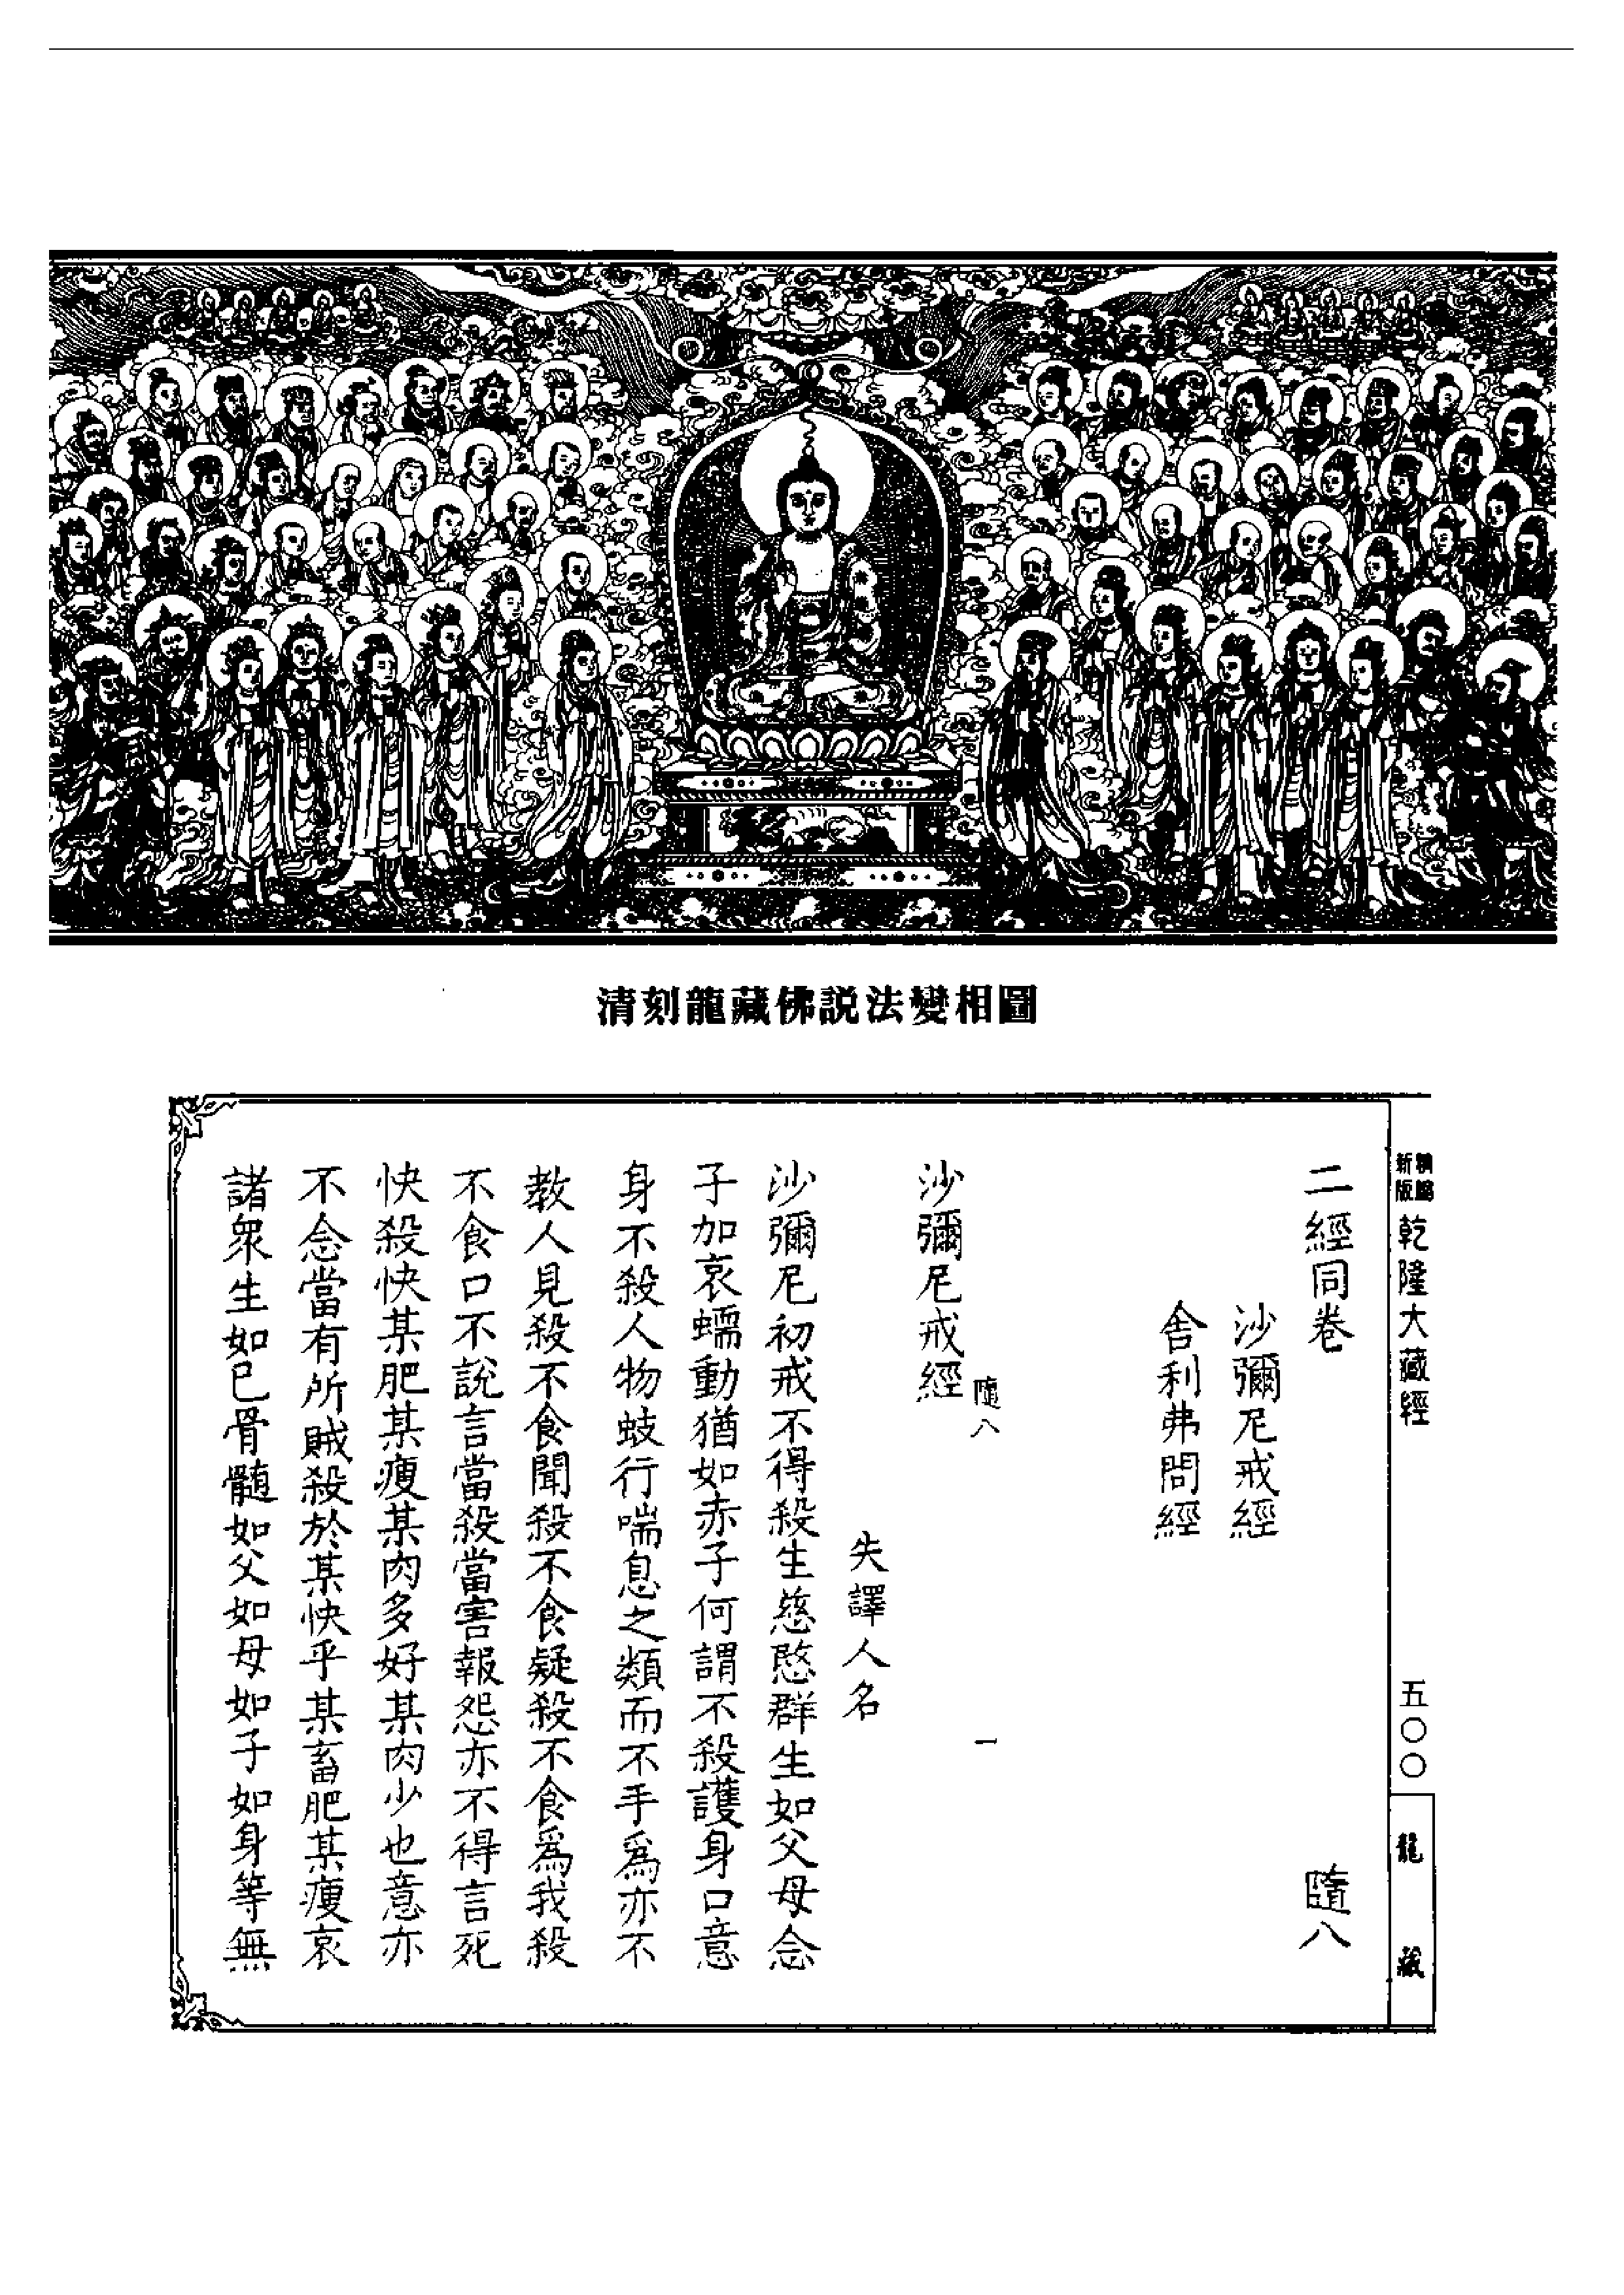 清刻龍藏佛説法變相圖
新版
乾隆大藏經
五〇〇
龍藏
二經同卷
隨八
沙彌尼戒經
舍利弗問經
隨八
一
沙彌尼戒經
失譯人名
沙彌尼初戒不得殺生慈愍群生如父母念
子加哀蠕動猶如赤子何謂不殺護身口意
身不殺人物蚑行喘息之類而不手爲亦不
教人見殺不食聞殺不食疑殺不食爲我殺
不食口不說言當殺當害報怨亦不得言死
快殺快某肥某瘦某肉多好某肉少也意亦
不念當有所賊殺於某快乎某畜肥某瘦哀
諸衆生如已骨髓如父如母如子如身等無